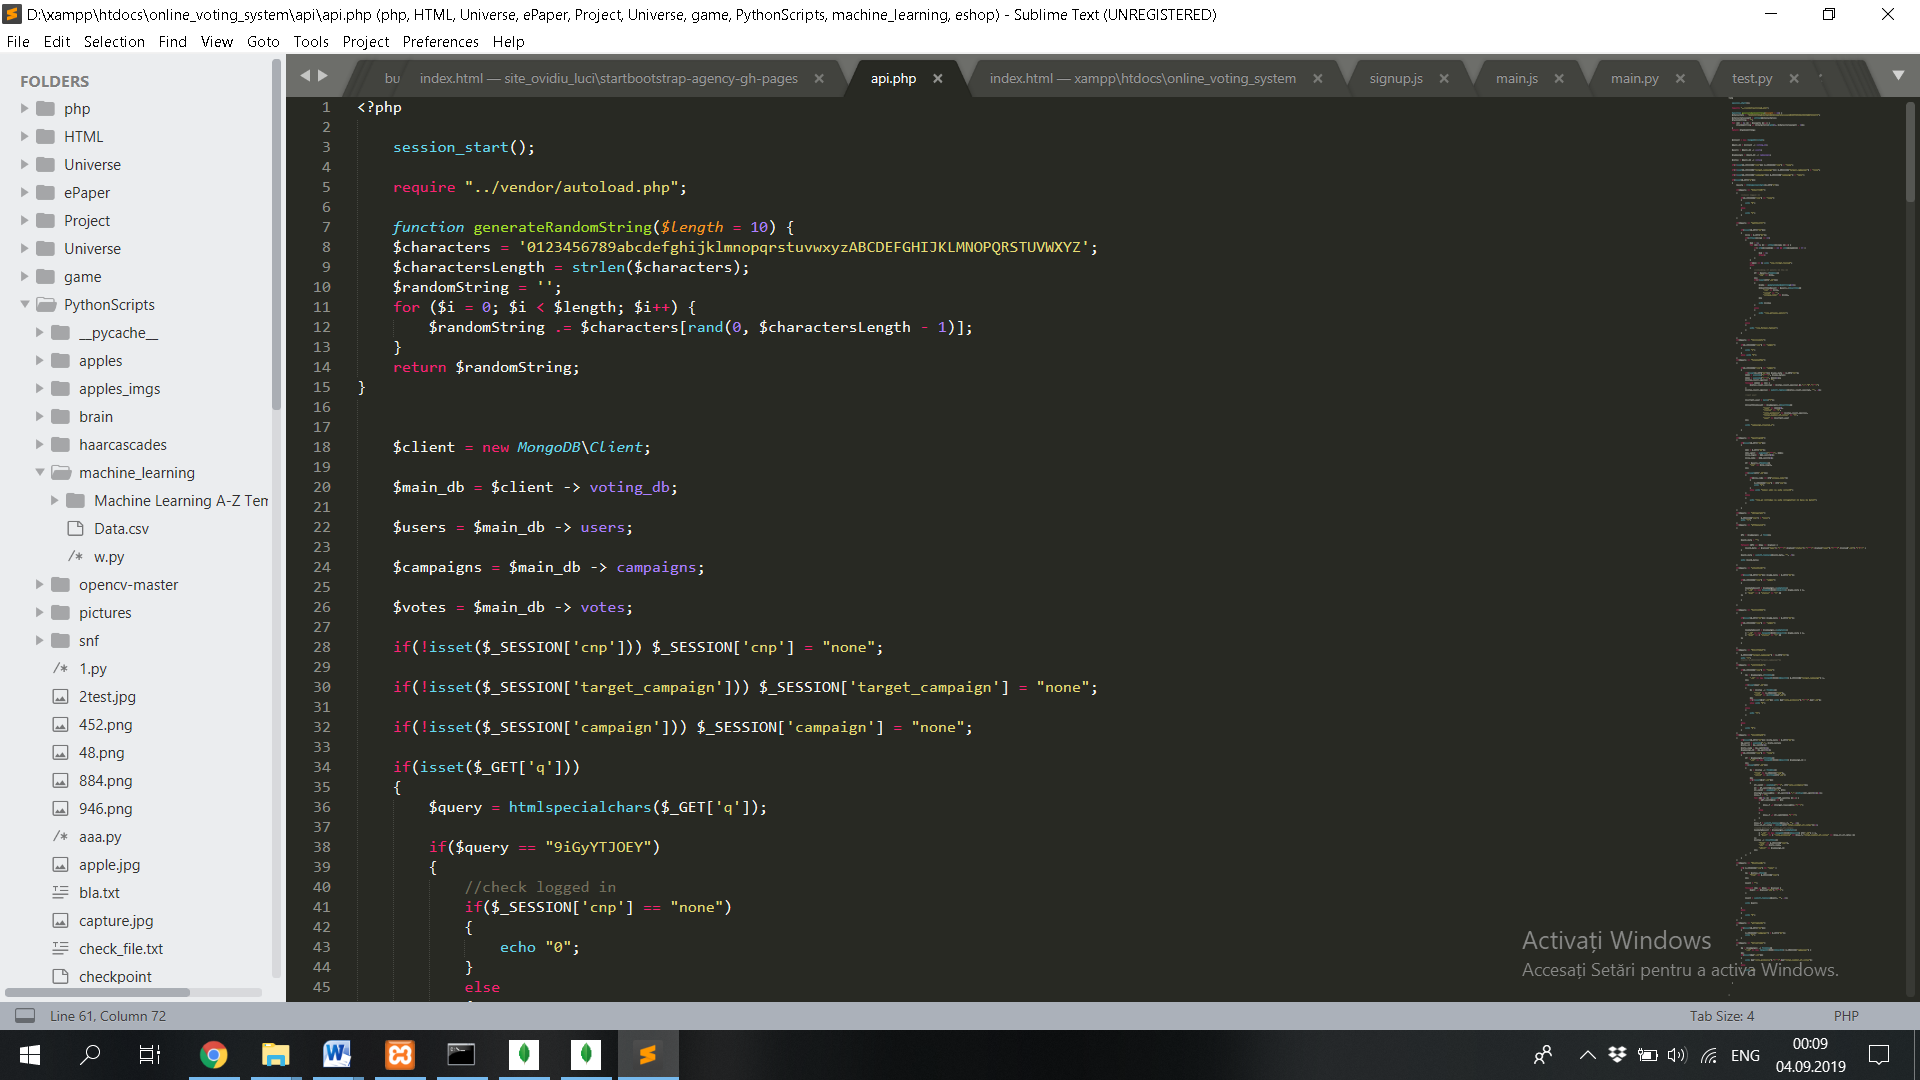 D:\xampp\htdocs\online_voting_system\api\api.php (php, HTML, Universe, ePaper, Project, Universe, game, PythonScripts, machine_learning, eshop) - Sublime Text (UNREGISTERED)
File Edit Selection Find View Goto Tools Project Preferences Help
FOLDERS
php
HTML
Universe
ePaper
Project
Universe
game
PythonScripts
__pycache__
apples
apples_imgs
brain
haarcascades
machine_learning
Machine Learning A-Z Tem
Data.csv
w.py
opencv-master
pictures
snf
1.py
2test.jpg
452.png
48.png
884.png
946.png
aaa.py
apple.jpg
bla.txt
capture.jpg
check_file.txt
checkpoint
bu index.html — site_ovidiu_luci\startbootstrap-agency-gh-pages × api.php × index.html — xampp\htdocs\online_voting_system × signup.js × main.js × main.py × test.py ×
1 <?php
2
3 session_start();
4
5 require "../vendor/autoload.php";
6
7 function generateRandomString($length = 10) {
8 $characters = '0123456789abcdefghijklmnopqrstuvwxyzABCDEFGHIJKLMNOPQRSTUVWXYZ';
9 $charactersLength = strlen($characters);
10 $randomString = '';
11 for ($i = 0; $i < $length; $i++) {
12 $randomString .= $characters[rand(0, $charactersLength - 1)];
13 }
14 return $randomString;
15 }
16
17
18 $client = new MongoDB\Client;
19
20 $main_db = $client -> voting_db;
21
22 $users = $main_db -> users;
23
24 $campaigns = $main_db -> campaigns;
25
26 $votes = $main_db -> votes;
27
28 if(!isset($_SESSION['cnp'])) $_SESSION['cnp'] = "none";
29
30 if(!isset($_SESSION['target_campaign'])) $_SESSION['target_campaign'] = "none";
31
32 if(!isset($_SESSION['campaign'])) $_SESSION['campaign'] = "none";
33
34 if(isset($_GET['q']))
35 {
36 $query = htmlspecialchars($_GET['q']);
37
38 if($query == "9iGyYTJOEY")
39 {
40 //check logged in
41 if($_SESSION['cnp'] == "none")
42 {
43 echo "0";
44 }
45 else
Activați Windows
Accesați Setări pentru a activa Windows.
Line 61, Column 72
Tab Size: 4
PHP
ENG
00:09
04.09.2019